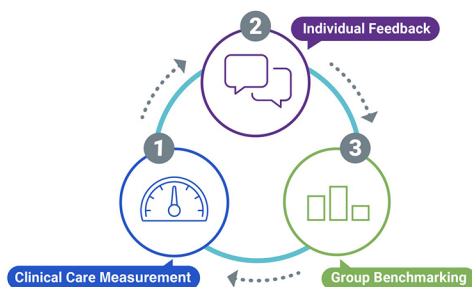 2
Individual Feedback
1
3
Clinical Care Measurement
Group Benchmarking